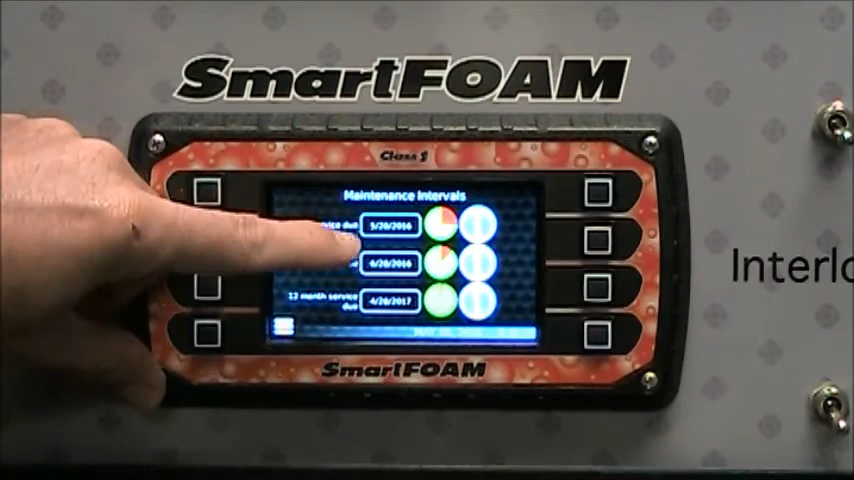 SmartFOAM
Class 1
Maintenance Intervals
service due 5/20/2016
due 6/20/2016
12 month service
due 4/20/2017
SmartFOAM
Interlo